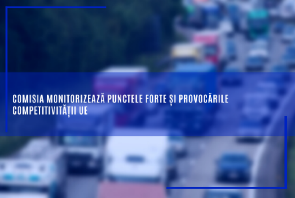 COMISIA MONITORIZEAZĂ PUNCTELE FORTE ȘI PROVOCĂRILE
COMPETITIVITĂȚII UE